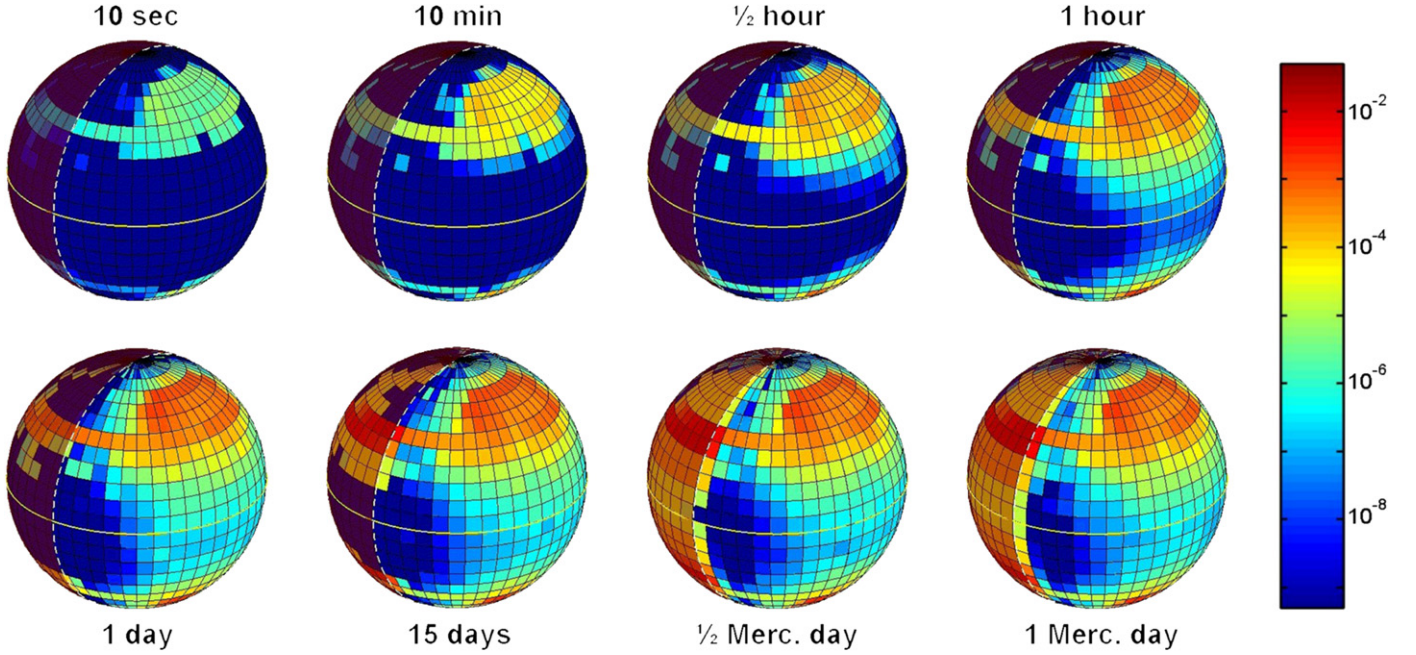 10 sec
10 min
½ hour
1 hour
10-2
10-4
10-6
10-8
1 day
15 days
½ Merc. day
1 Merc. day